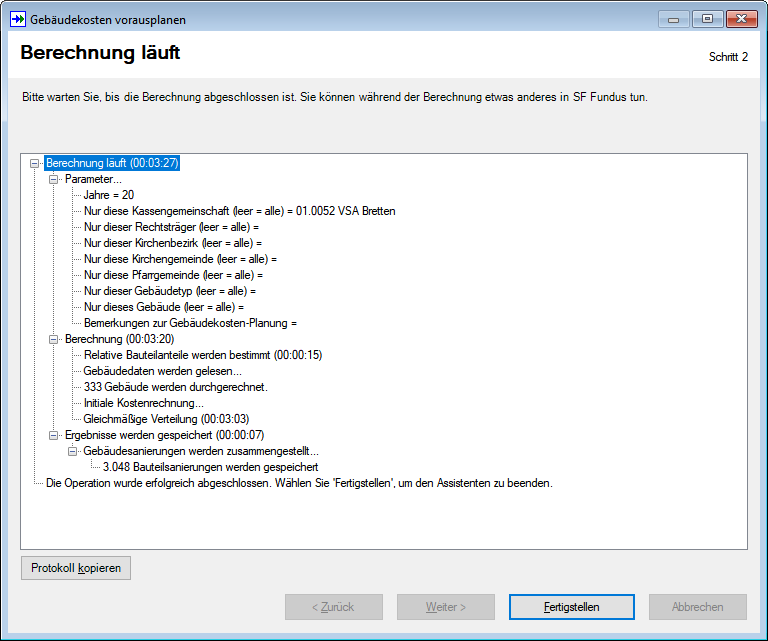 Gebäudekosten vorausplanen
Berechnung läuft
Schritt 2
Bitte warten Sie, bis die Berechnung abgeschlossen ist. Sie können während der Berechnung etwas anderes in SF Fundus tun.
Berechnung läuft (00:03:27)
Parameter...
Jahre = 20
Nur diese Kassengemeinschaft (leer = alle) = 01.0052 VSA Bretten
Nur dieser Rechtsträger (leer = alle) =
Nur dieser Kirchenbezirk (leer = alle) =
Nur diese Kirchengemeinde (leer = alle) =
Nur diese Pfarrgemeinde (leer = alle) =
Nur dieser Gebäudetyp (leer = alle) =
Nur dieses Gebäude (leer = alle) =
Bemerkungen zur Gebäudekosten-Planung =
Berechnung (00:03:20)
Relative Bauteilanteile werden bestimmt (00:00:15)
Gebäudedaten werden gelesen...
333 Gebäude werden durchgerechnet.
Initiale Kostenrechnung...
Gleichmäßige Verteilung (00:03:03)
Ergebnisse werden gespeichert (00:00:07)
Gebäudesanierungen werden zusammengestellt...
3.048 Bauteilsanierungen werden gespeichert
Die Operation wurde erfolgreich abgeschlossen. Wählen Sie 'Fertigstellen', um den Assistenten zu beenden.
Protokoll kopieren
< Zurück
Weiter >
Fertigstellen
Abbrechen